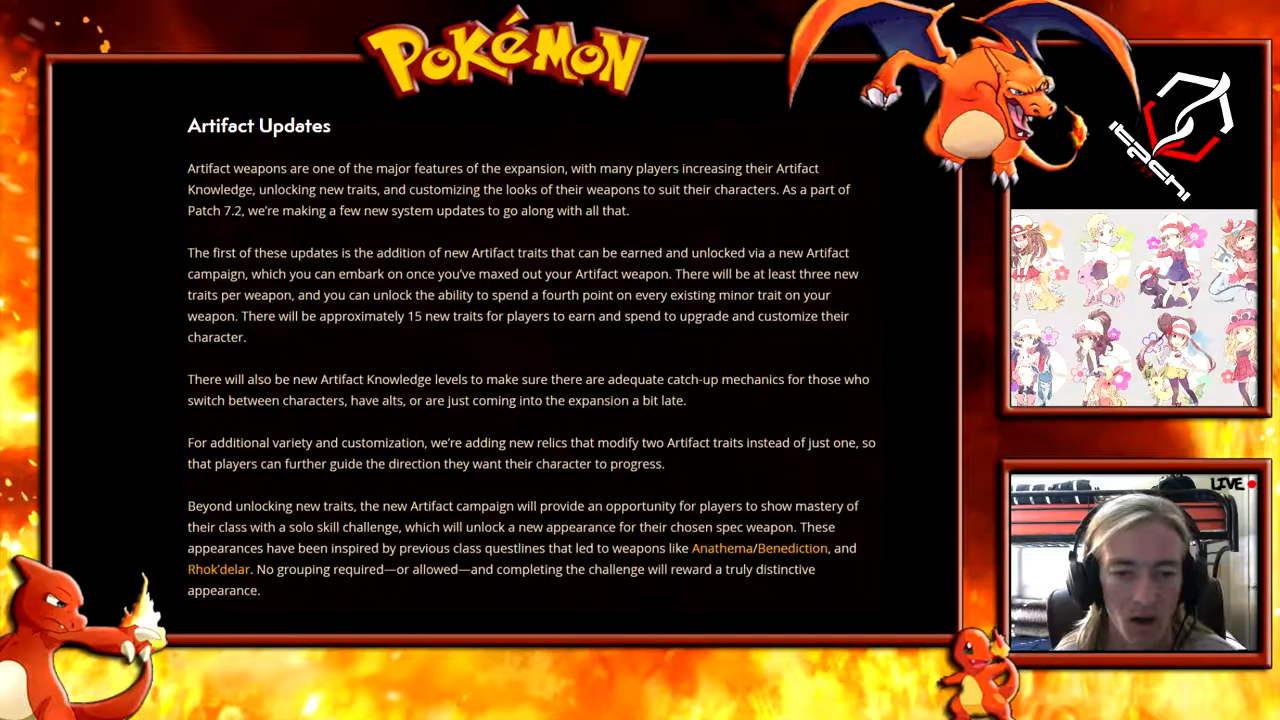 POKéMON
Artifact Updates
Artifact weapons are one of the major features of the expansion, with many players increasing their Artifact
Knowledge, unlocking new traits, and customizing the looks of their weapons to suit their characters. As a part of
Patch 7.2, we’re making a few new system updates to go along with all that.
The first of these updates is the addition of new Artifact traits that can be earned and unlocked via a new Artifact
campaign, which you can embark on once you’ve maxed out your Artifact weapon. There will be at least three new
traits per weapon, and you can unlock the ability to spend a fourth point on every existing minor trait on your
weapon. There will be approximately 15 new traits for players to earn and spend to upgrade and customize their
character.
There will also be new Artifact Knowledge levels to make sure there are adequate catch-up mechanics for those who
switch between characters, have alts, or are just coming into the expansion a bit late.
For additional variety and customization, we’re adding new relics that modify two Artifact traits instead of just one, so
that players can further guide the direction they want their character to progress.
Beyond unlocking new traits, the new Artifact campaign will provide an opportunity for players to show mastery of
their class with a solo skill challenge, which will unlock a new appearance for their chosen spec weapon. These
appearances have been inspired by previous class questlines that led to weapons like Anathema/Benediction, and
Rhok’delar. No grouping required—or allowed—and completing the challenge will reward a truly distinctive
appearance.
itachi
LIVE